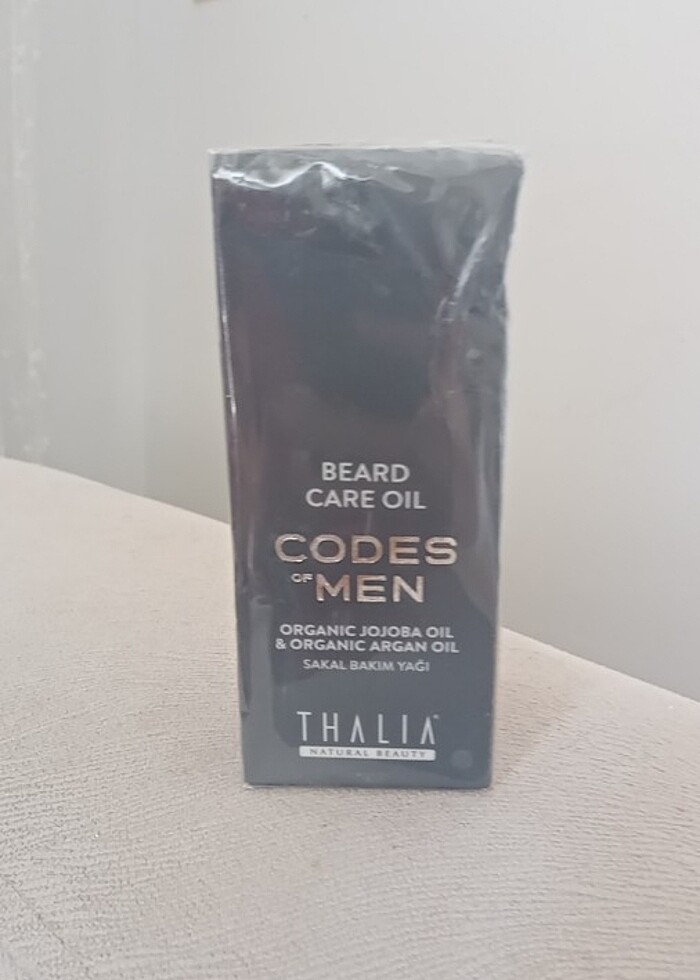 BEARD
CARE OIL
CODES
OF MEN
ORGANIC JOJOBA OIL
& ORGANIC ARGAN OIL
SAKAL BAKIM YAĞI
THALIA
NATURAL BEAUTY